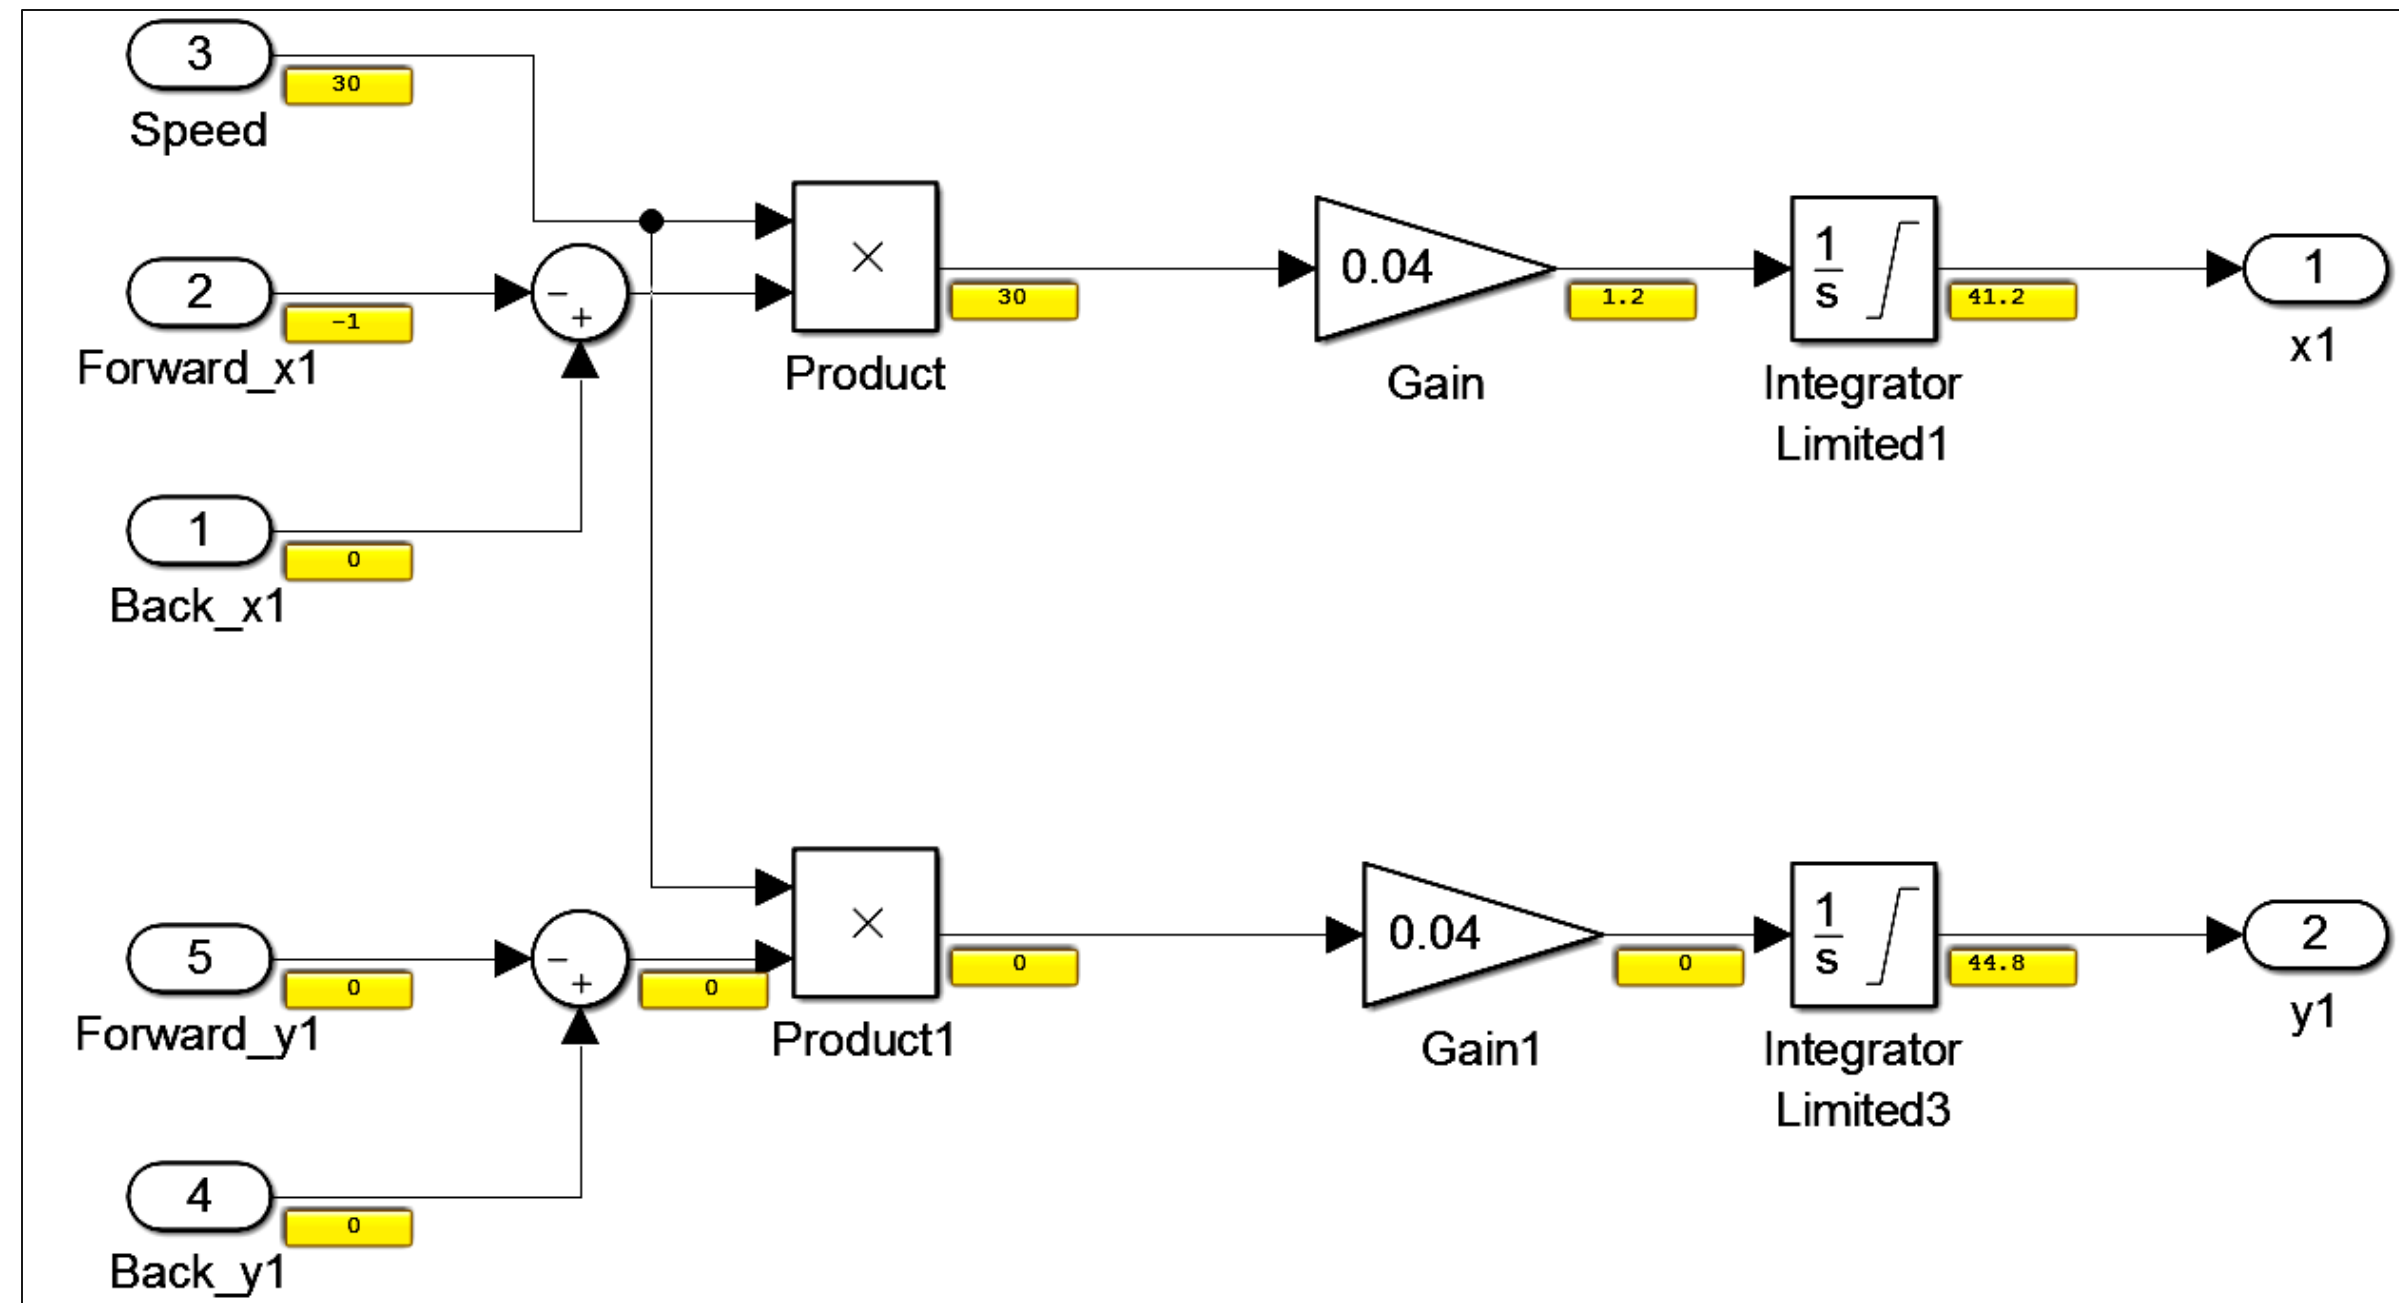 3
30
Speed
2
-1
Forward_x1
−
+
1
0
Back_x1
×
30
Product
0.04
1.2
Gain
1
s
41.2
Integrator
Limited1
1
x1
5
0
Forward_y1
−
+
0
4
0
Back_y1
×
0
Product1
0.04
0
Gain1
1
s
44.8
Integrator
Limited3
2
y1